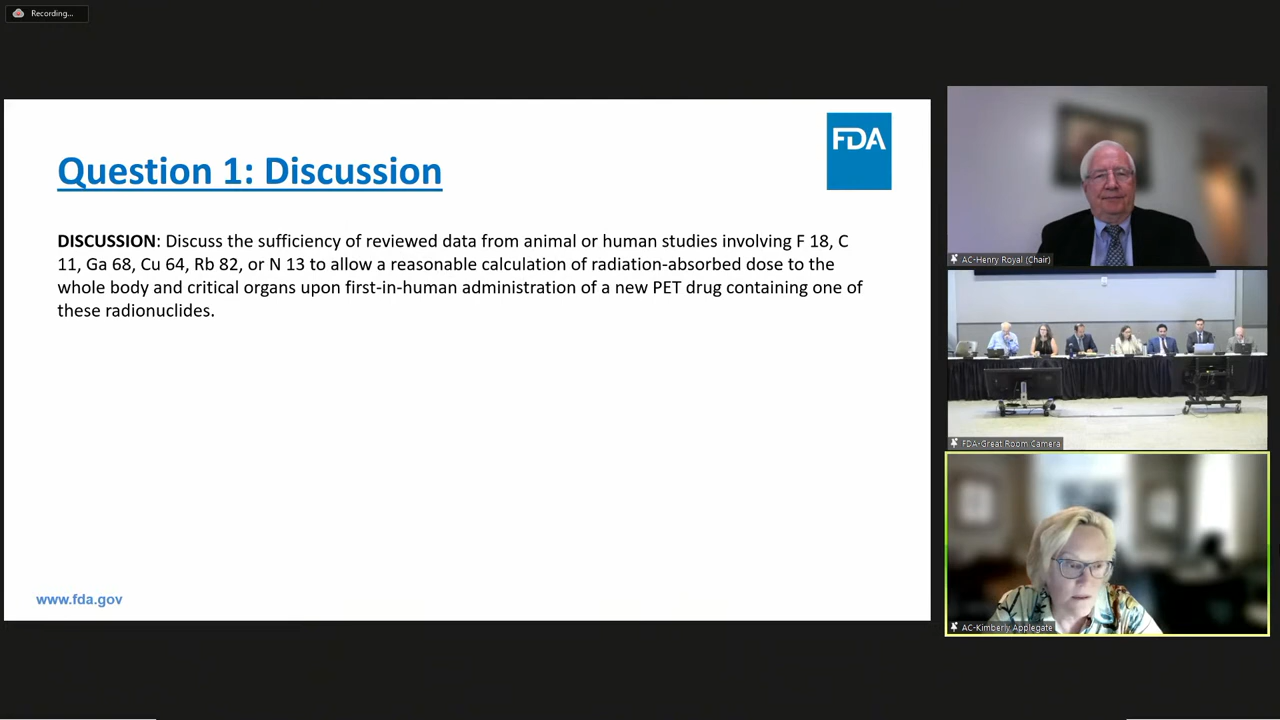 Recording...
FDA
Question 1: Discussion
DISCUSSION: Discuss the sufficiency of reviewed data from animal or human studies involving F 18, C
11, Ga 68, Cu 64, Rb 82, or N 13 to allow a reasonable calculation of radiation-absorbed dose to the
whole body and critical organs upon first-in-human administration of a new PET drug containing one of
these radionuclides.
www.fda.gov
AC-Henry Royal (Chair)
FDA-Great Room Camera
AC-Kimberly Applegate